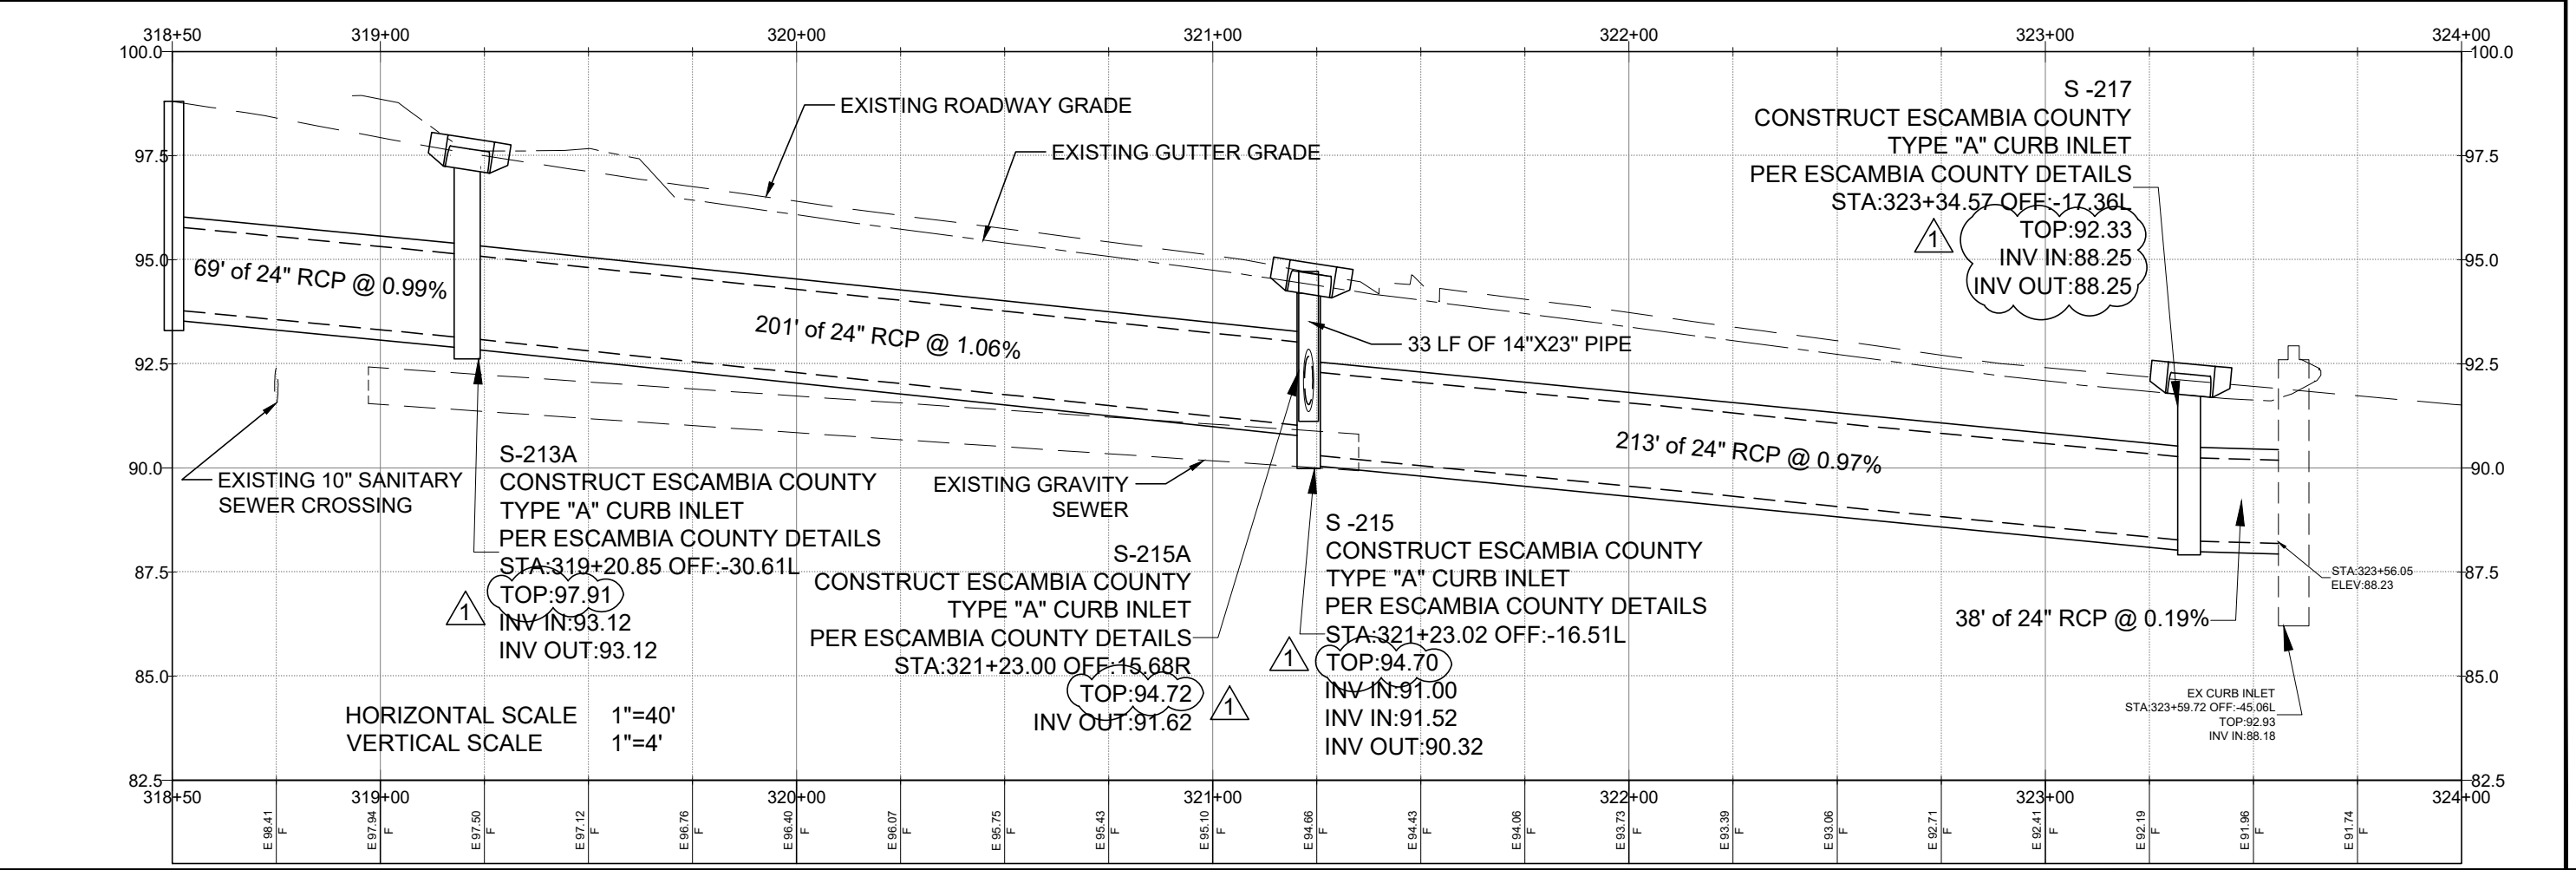 318+50
319+00
320+00
321+00
322+00
323+00
324+00
100.0
100.0
97.5
97.5
95.0
95.0
92.5
92.5
90.0
90.0
87.5
87.5
85.0
85.0
82.5
82.5
EXISTING ROADWAY GRADE
EXISTING GUTTER GRADE
69' of 24" RCP @ 0.99%
201' of 24" RCP @ 1.06%
33 LF OF 14"X23" PIPE
213' of 24" RCP @ 0.97%
38' of 24" RCP @ 0.19%
S -217
CONSTRUCT ESCAMBIA COUNTY
TYPE "A" CURB INLET
PER ESCAMBIA COUNTY DETAILS
STA:323+34.57 OFF:-17.36L
TOP:92.33
INV IN:88.25
INV OUT:88.25
1
EXISTING 10" SANITARY
SEWER CROSSING
S-213A
CONSTRUCT ESCAMBIA COUNTY
TYPE "A" CURB INLET
PER ESCAMBIA COUNTY DETAILS
STA:319+20.85 OFF:-30.61L
TOP:97.91
INV IN:93.12
INV OUT:93.12
1
EXISTING GRAVITY
SEWER
S-215A
CONSTRUCT ESCAMBIA COUNTY
TYPE "A" CURB INLET
PER ESCAMBIA COUNTY DETAILS
STA:321+23.00 OFF:15.68R
TOP:94.72
INV OUT:91.62
1
S -215
CONSTRUCT ESCAMBIA COUNTY
TYPE "A" CURB INLET
PER ESCAMBIA COUNTY DETAILS
STA:321+23.02 OFF:-16.51L
TOP:94.70
INV IN:91.00
INV IN:91.52
INV OUT:90.32
1
STA:323+56.05
ELEV:88.23
EX CURB INLET
STA:323+59.72 OFF:-45.06L
TOP:92.93
INV IN:88.18
HORIZONTAL SCALE 1"=40'
VERTICAL SCALE 1"=4'
318+50
319+00
320+00
321+00
322+00
323+00
324+00
E 98.41
F
E 97.94
F
E 97.50
F
E 97.12
F
E 96.76
F
E 96.40
F
E 96.07
F
E 95.75
F
E 95.43
F
E 95.10
F
E 94.66
F
E 94.43
F
E 94.06
F
E 93.73
F
E 93.39
F
E 93.06
F
E 92.71
F
E 92.41
F
E 92.19
F
E 91.96
F
E 91.74
F